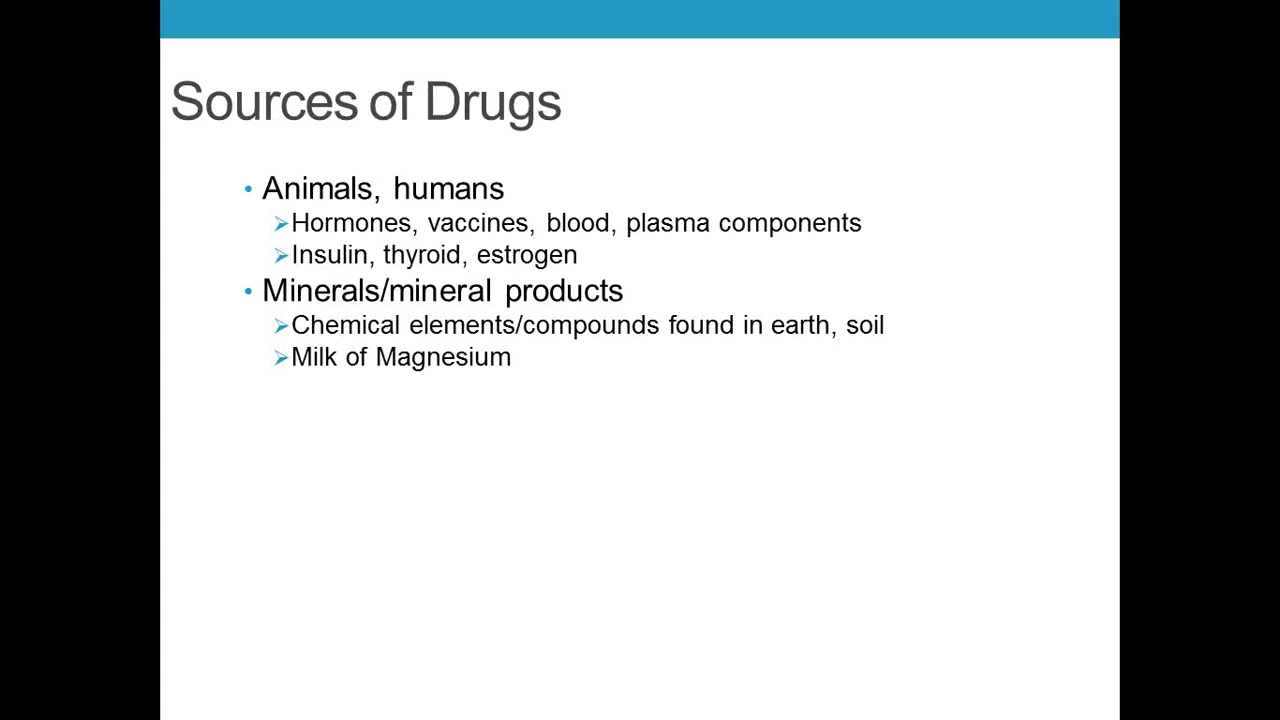 Sources of Drugs
• Animals, humans
➢Hormones, vaccines, blood, plasma components
➢Insulin, thyroid, estrogen
• Minerals/mineral products
➢Chemical elements/compounds found in earth, soil
➢Milk of Magnesium